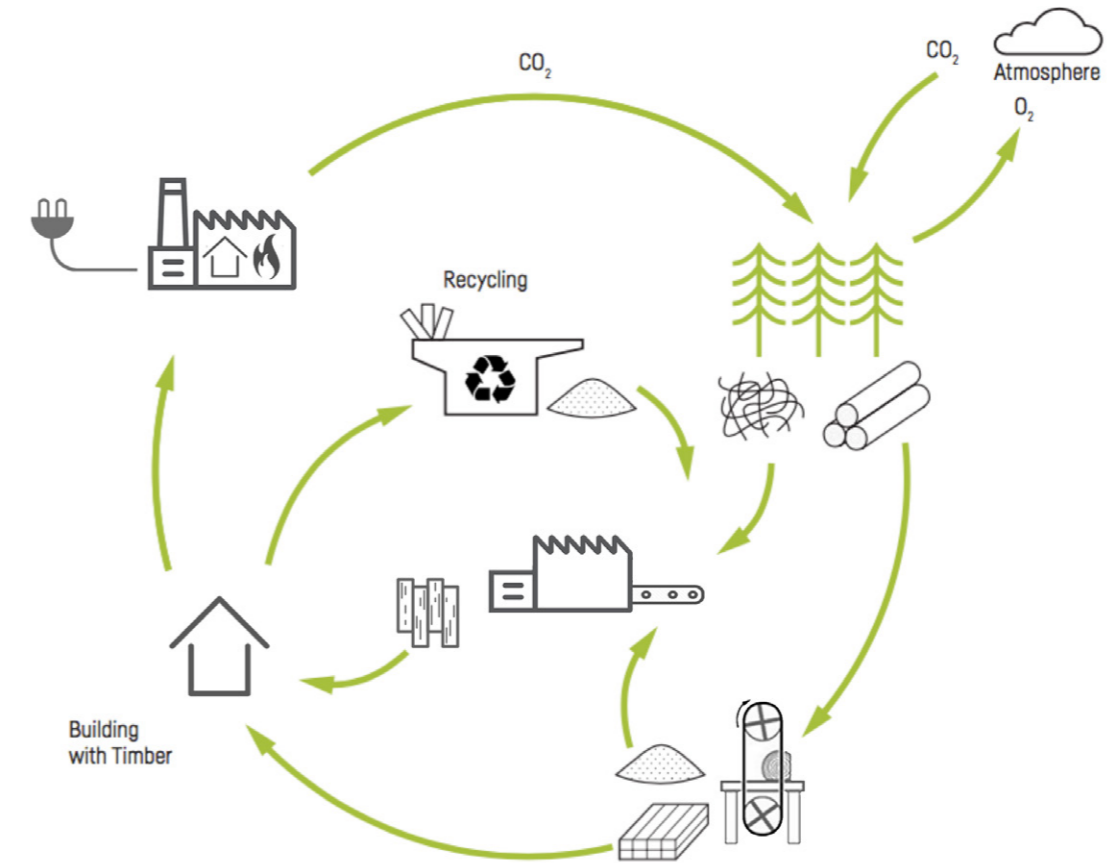 CO₂
CO₂
Atmosphere
O₂
Recycling
Building
with Timber